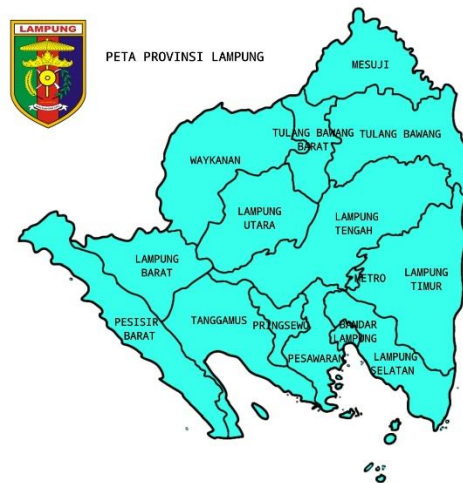 LAMPUNG
PETA PROVINSI LAMPUNG
MESUJI
TULANG BAWANG
BARAT
TULANG BAWANG
WAYKANAN
LAMPUNG
UTARA
LAMPUNG
TENGAH
LAMPUNG
BARAT
METRO
LAMPUNG
TIMUR
PESISIR
BARAT
TANGGAMUS
PRINGSEWU
BANDAR
LAMPUNG
PESAWARAN
LAMPUNG
SELATAN